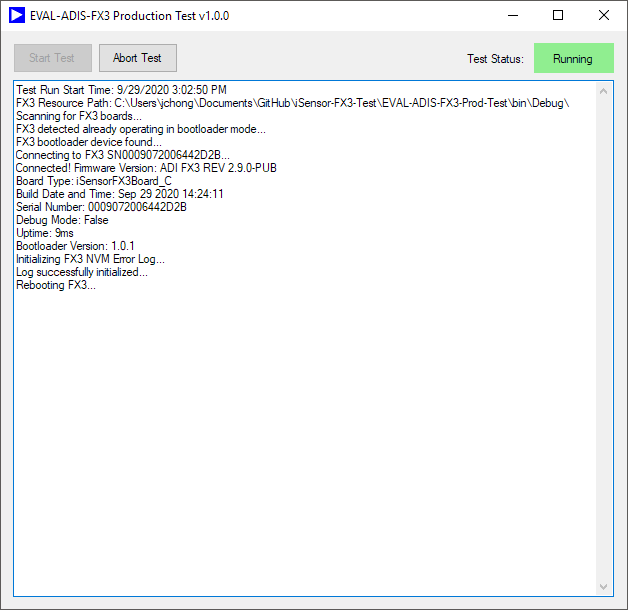 EVAL-ADIS-FX3 Production Test v1.0.0
Start Test
Abort Test
Test Status:
Running
Test Run Start Time: 9/29/2020 3:02:50 PM
FX3 Resource Path: C:\Users\jchong\Documents\GitHub\iSensor-FX3-Test\EVAL-ADIS-FX3-Prod-Test\bin\Debug\
Scanning for FX3 boards...
FX3 detected already operating in bootloader mode...
FX3 bootloader device found...
Connecting to FX3 SN0009072006442D2B...
Connected! Firmware Version: ADI FX3 REV 2.9.0-PUB
Board Type: iSensorFX3Board_C
Build Date and Time: Sep 29 2020 14:24:11
Serial Number: 0009072006442D2B
Debug Mode: False
Uptime: 9ms
Bootloader Version: 1.0.1
Initializing FX3 NVM Error Log...
Log successfully initialized...
Rebooting FX3...